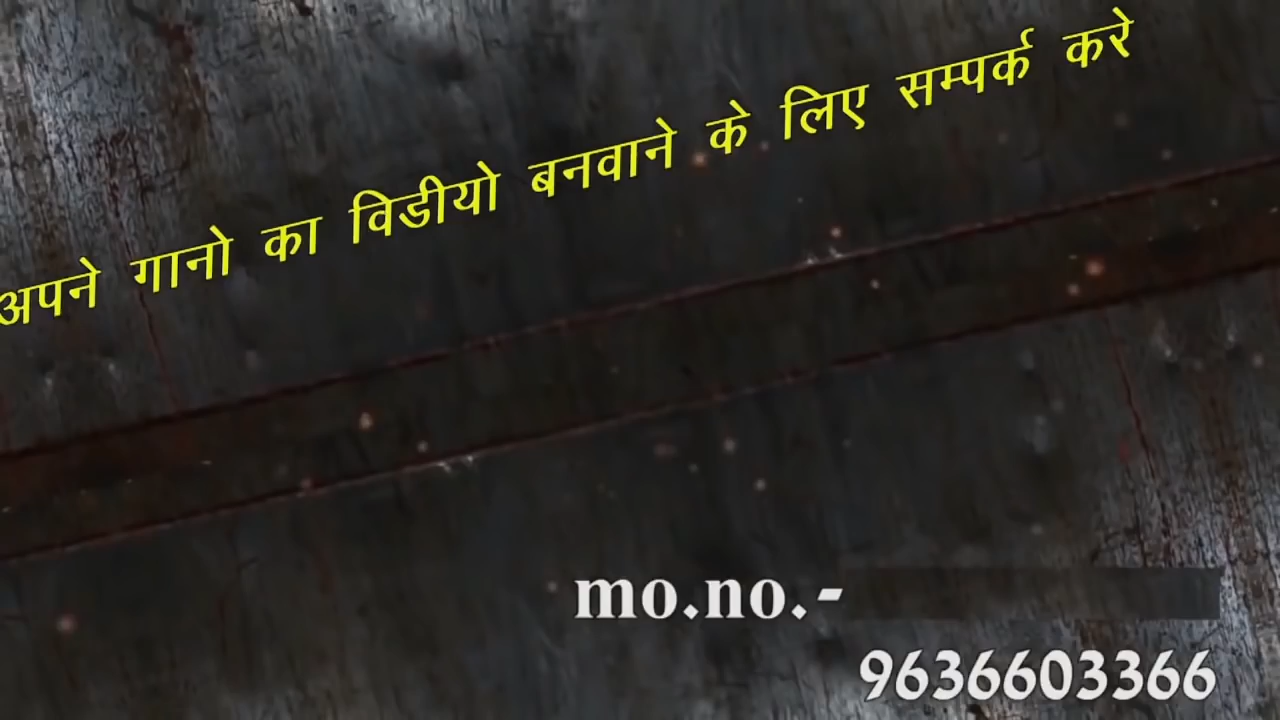 अपने गानो का विडीयो बनवाने के लिए सम्पर्क करे
mo.no.-
9636603366